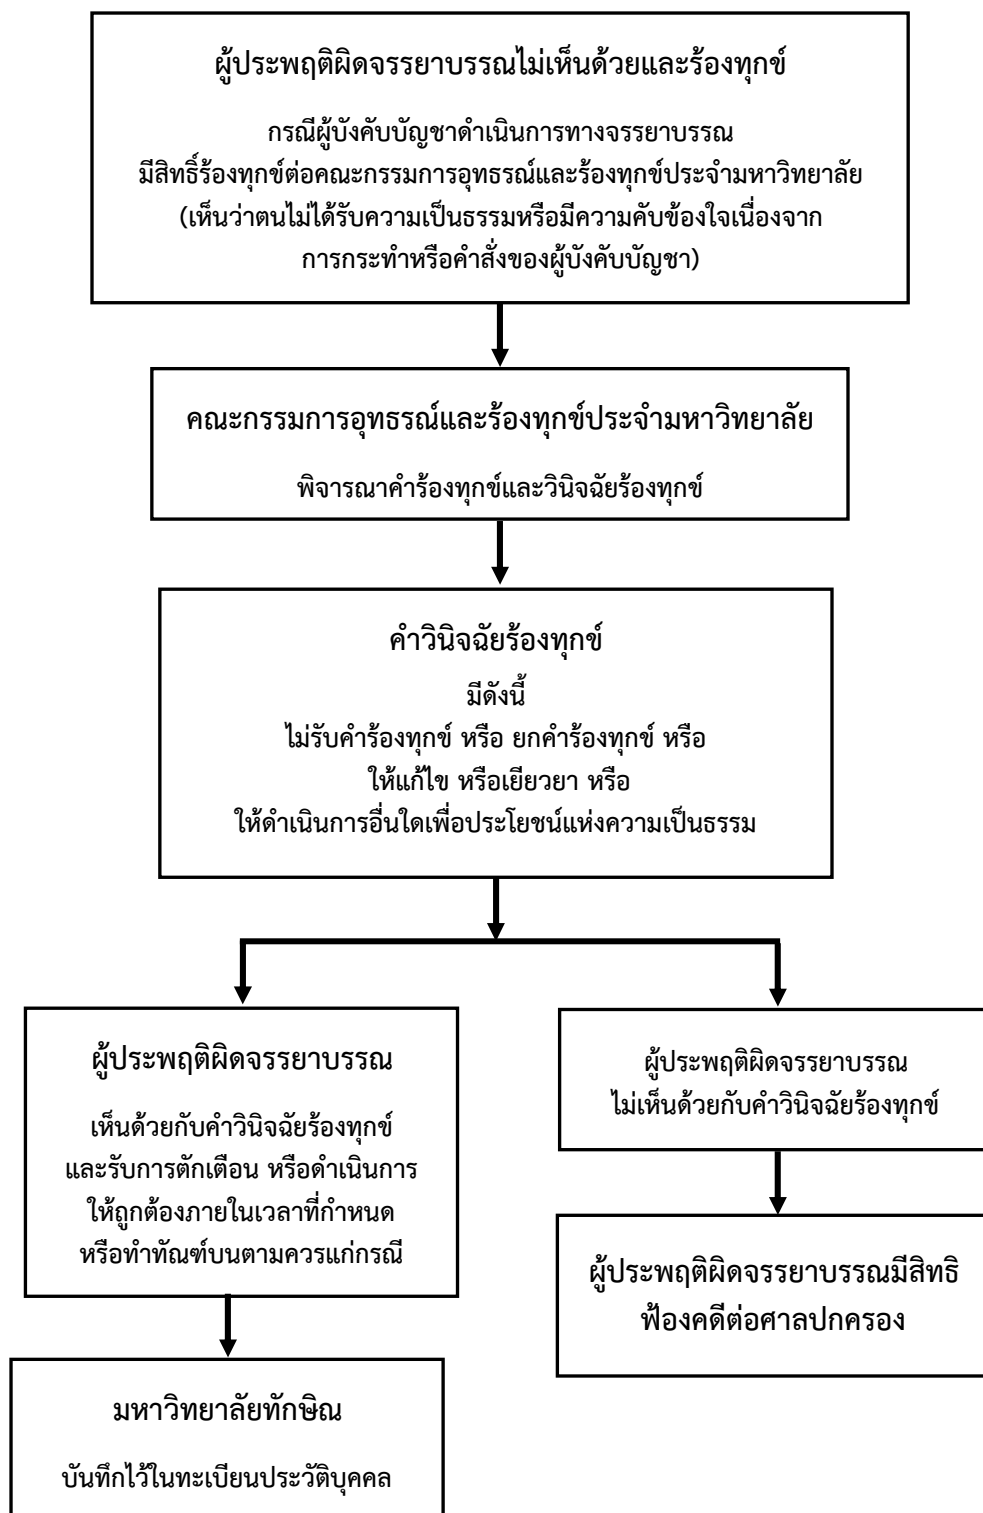 ผู้ประพฤติผิดจรรยาบรรณไม่เห็นด้วยและร้องทุกข์
กรณีผู้บังคับบัญชาดำเนินการทางจรรยาบรรณ
มีสิทธิ์ร้องทุกข์ต่อคณะกรรมการอุทธรณ์และร้องทุกข์ประจำมหาวิทยาลัย
(เห็นว่าตนไม่ได้รับความเป็นธรรมหรือมีความคับข้องใจเนื่องจาก
การกระทำหรือคำสั่งของผู้บังคับบัญชา)
คณะกรรมการอุทธรณ์และร้องทุกข์ประจำมหาวิทยาลัย
พิจารณาคำร้องทุกข์และวินิจฉัยร้องทุกข์
คำวินิจฉัยร้องทุกข์
มีดังนี้
ไม่รับคำร้องทุกข์ หรือ ยกคำร้องทุกข์ หรือ
ให้แก้ไข หรือเยียวยา หรือ
ให้ดำเนินการอื่นใดเพื่อประโยชน์แห่งความเป็นธรรม
ผู้ประพฤติผิดจรรยาบรรณ
เห็นด้วยกับคำวินิจฉัยร้องทุกข์
และรับการตักเตือน หรือดำเนินการ
ให้ถูกต้องภายในเวลาที่กำหนด
หรือทำทัณฑ์บนตามควรแก่กรณี
มหาวิทยาลัยทักษิณ
บันทึกไว้ในทะเบียนประวัติบุคคล
ผู้ประพฤติผิดจรรยาบรรณ
ไม่เห็นด้วยกับคำวินิจฉัยร้องทุกข์
ผู้ประพฤติผิดจรรยาบรรณมีสิทธิ
ฟ้องคดีต่อศาลปกครอง